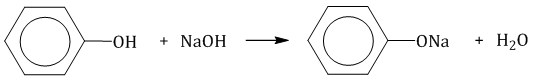 OH + NaOH ONa + H₂O